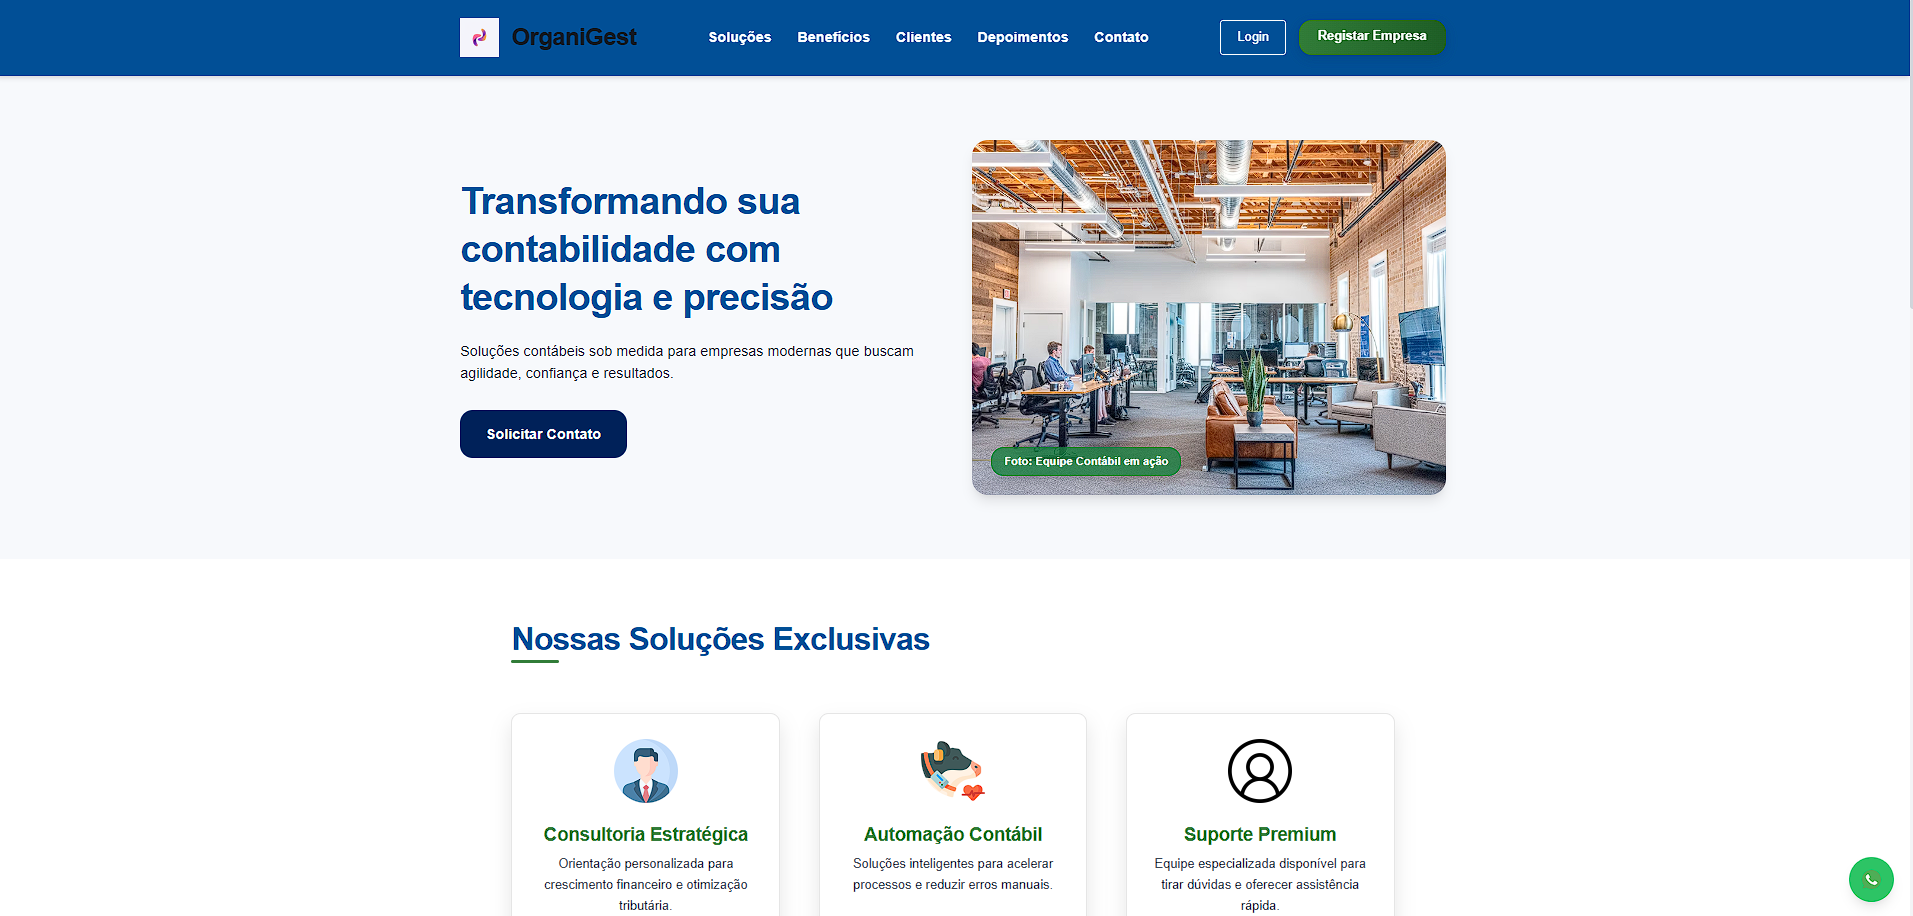 OrganiGest
Soluções
Benefícios
Clientes
Depoimentos
Contato
Login
Registar Empresa
Transformando sua
contabilidade com
tecnologia e precisão
Soluções contábeis sob medida para empresas modernas que buscam
agilidade, confiança e resultados.
Solicitar Contato
Foto: Equipe Contábil em ação
Nossas Soluções Exclusivas
Consultoria Estratégica
Orientação personalizada para
crescimento financeiro e otimização
tributária.
Automação Contábil
Soluções inteligentes para acelerar
processos e reduzir erros manuais.
Suporte Premium
Equipe especializada disponível para
tirar dúvidas e oferecer assistência
rápida.